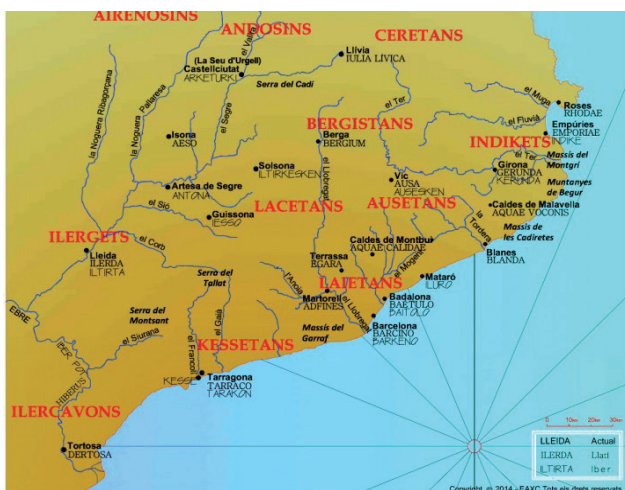 AIRENOSINS
ANDOSINS
CERETANS
(La Seu d'Urgell)
Castellciutat
ARKETURKI
el Valira
Llívia
IULIA LIVICA
Serra del Cadí
la Noguera Ribagorçana
la Noguera Pallaresa
el Segre
el Ter
el Muga
Roses
RHODAE
el Fluvià
Empúries
EMPORIAE
INDIKE
BERGISTANS
Berga
BERGIUM
Isona
AESO
INDIKETS
el Ter
Massís del
Montgrí
Girona
GERUNDA
KERUNDA
Solsona
ILTIRKESKEN
el Llobregat
Vic
AUSA
AUSESKEN
Muntanyes
de Begur
Artesa de Segre
ANTONA
el Sió
LACETANS
AUSETANS
Caldes de Malavella
AQUAE VOCONIS
Guissona
IESSO
la Tordera
Massís de
les Cadiretes
ILERGETS
el Corb
Lleida
ILERDA
ILTIRTA
Caldes de Montbui
AQUAE CALIDAE
Blanes
BLANDA
Terrassa
EGARA
el Mogent
Serra del
Tallat
l'Anoia
LAIETANS
Mataró
ILURO
Martorell
ADFINES
el Llobregat
Badalona
BAETULO
BAITOLO
Serra del
Montsant
el Gaià
EBRE
el Siurana
Massís del
Garraf
Barcelona
BARCINO
BARKENO
el Francolí
KESSETANS
HIBERUS
KESSE
Tarragona
TARRACO
TARAKON
ILERCAVONS
Tortosa
DERTOSA
LLEIDA Actual
ILERDA Llatí
ILTIRTA Iber
Copyright © 2014 - EAXC Tots els drets reservats